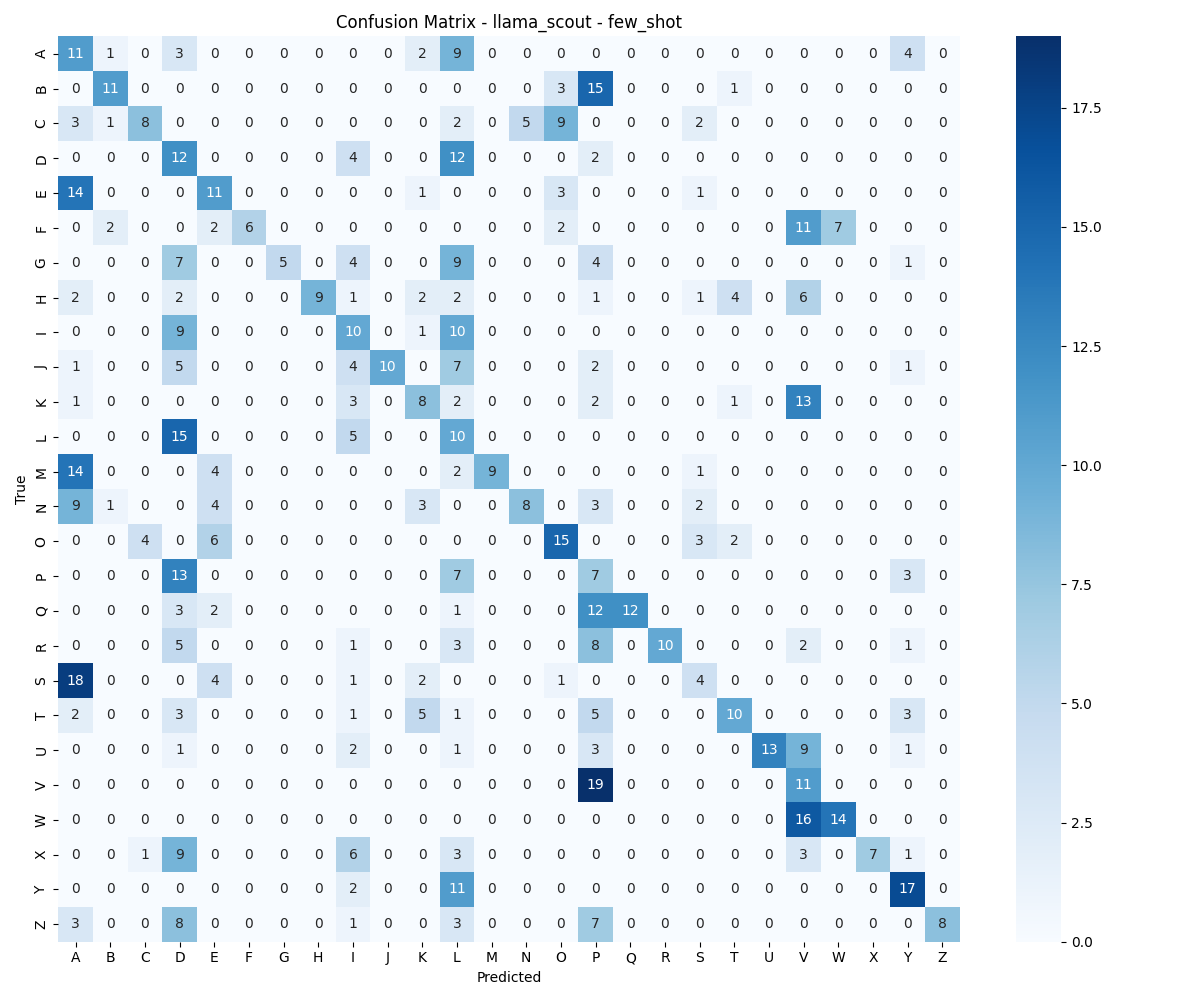 Confusion Matrix - llama_scout - few_shot
A 11 1 0 3 0 0 0 0 0 0 2 9 0 0 0 0 0 0 0 0 0 0 0 0 4 0
B 0 11 0 0 0 0 0 0 0 0 0 0 0 0 3 15 0 0 0 1 0 0 0 0 0 0
C 3 1 8 0 0 0 0 0 0 0 0 2 0 5 9 0 0 0 2 0 0 0 0 0 0 0
D 0 0 0 12 0 0 0 0 4 0 0 12 0 0 0 2 0 0 0 0 0 0 0 0 0 0
E 14 0 0 0 11 0 0 0 0 0 1 0 0 0 3 0 0 0 1 0 0 0 0 0 0 0
F 0 2 0 0 2 6 0 0 0 0 0 0 0 0 2 0 0 0 0 0 0 11 7 0 0 0
G 0 0 0 7 0 0 5 0 4 0 0 9 0 0 0 4 0 0 0 0 0 0 0 0 1 0
H 2 0 0 2 0 0 0 9 1 0 2 2 0 0 0 1 0 0 1 4 0 6 0 0 0 0
I 0 0 0 9 0 0 0 0 10 0 1 10 0 0 0 0 0 0 0 0 0 0 0 0 0 0
J 1 0 0 5 0 0 0 0 4 10 0 7 0 0 0 2 0 0 0 0 0 0 0 0 1 0
K 1 0 0 0 0 0 0 0 3 0 8 2 0 0 0 2 0 0 0 1 0 13 0 0 0 0
L 0 0 0 15 0 0 0 0 5 0 0 10 0 0 0 0 0 0 0 0 0 0 0 0 0 0
M 14 0 0 0 4 0 0 0 0 0 0 2 9 0 0 0 0 0 1 0 0 0 0 0 0 0
N 9 1 0 0 4 0 0 0 0 0 3 0 0 8 0 3 0 0 2 0 0 0 0 0 0 0
O 0 0 4 0 6 0 0 0 0 0 0 0 0 0 15 0 0 0 3 2 0 0 0 0 0 0
P 0 0 0 13 0 0 0 0 0 0 0 7 0 0 0 7 0 0 0 0 0 0 0 0 3 0
Q 0 0 0 3 2 0 0 0 0 0 0 1 0 0 0 12 12 0 0 0 0 0 0 0 0 0
R 0 0 0 5 0 0 0 0 1 0 0 3 0 0 0 8 0 10 0 0 0 2 0 0 1 0
S 18 0 0 0 4 0 0 0 1 0 2 0 0 0 1 0 0 0 4 0 0 0 0 0 0 0
T 2 0 0 3 0 0 0 0 1 0 5 1 0 0 0 5 0 0 0 10 0 0 0 0 3 0
U 0 0 0 1 0 0 0 0 2 0 0 1 0 0 0 3 0 0 0 0 13 9 0 0 1 0
V 0 0 0 0 0 0 0 0 0 0 0 0 0 0 0 19 0 0 0 0 0 11 0 0 0 0
W 0 0 0 0 0 0 0 0 0 0 0 0 0 0 0 0 0 0 0 0 0 16 14 0 0 0
X 0 0 1 9 0 0 0 0 6 0 0 3 0 0 0 0 0 0 0 0 0 3 0 7 1 0
Y 0 0 0 0 0 0 0 0 2 0 0 11 0 0 0 0 0 0 0 0 0 0 0 0 17 0
Z 3 0 0 8 0 0 0 0 1 0 0 3 0 0 0 7 0 0 0 0 0 0 0 0 0 8
True
A B C D E F G H I J K L M N O P Q R S T U V W X Y Z
Predicted
17.5
15.0
12.5
10.0
7.5
5.0
2.5
0.0